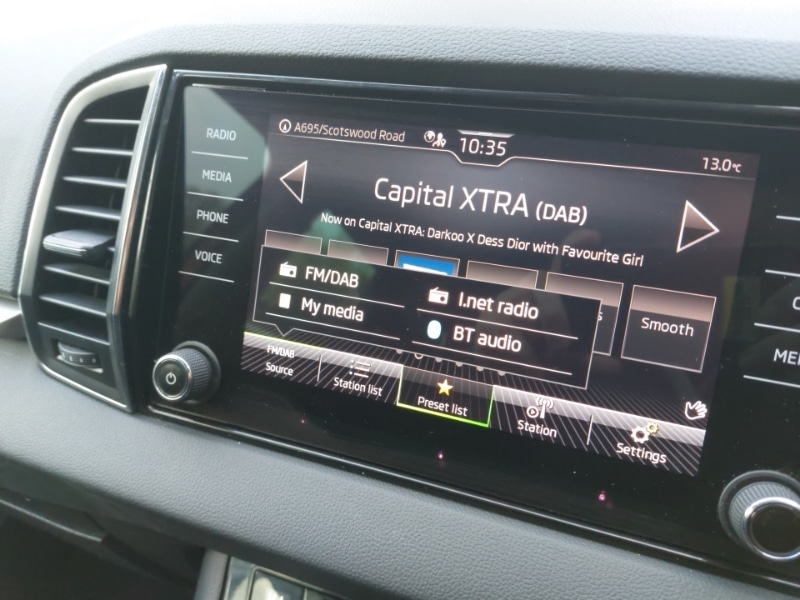 RADIO
MEDIA
PHONE
VOICE
A695/Scotswood Road
10:35
13.0°C
Capital XTRA (DAB)
Now on Capital XTRA: Darkoo X Dess Dior with Favourite Girl
FM/DAB
I.net radio
My media
BT audio
Smooth
FM/DAB
Source
Station list
Preset list
Station
Settings